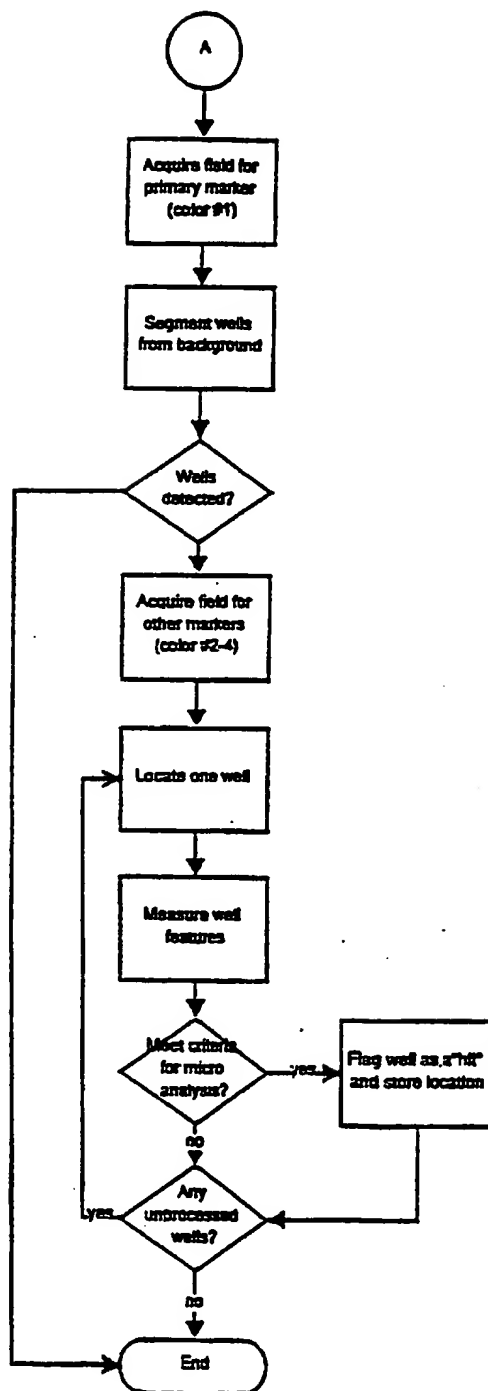 A
Acquire field for
primary marker
(color #1)
Segment wells
from background
Wells
detected?
Acquire field for
other markers
(color #2-4)
Locate one well
Measure well
features
Meet criteria
for micro
analysis?
yes
Flag well as a "hit"
and store location
no
Any
unprocessed
wells?
yes
no
End